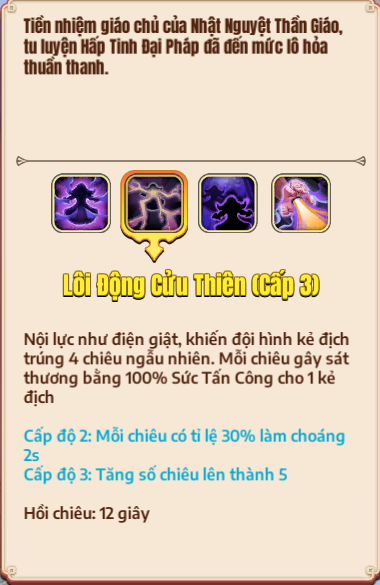 Tiền nhiệm giáo chủ của Nhật Nguyệt Thần Giáo,
tu luyện Hấp Tinh Đại Pháp đã đến mức lô hỏa
thuần thanh.
Lôi Động Cửu Thiên (Cấp 3)
Nội lực như điện giật, khiến đội hình kẻ địch
trúng 4 chiêu ngẫu nhiên. Mỗi chiêu gây sát
thương bằng 100% Sức Tấn Công cho 1 kẻ
địch
Cấp độ 2: Mỗi chiêu có tỉ lệ 30% làm choáng
2s
Cấp độ 3: Tăng số chiêu lên thành 5
Hồi chiêu: 12 giây